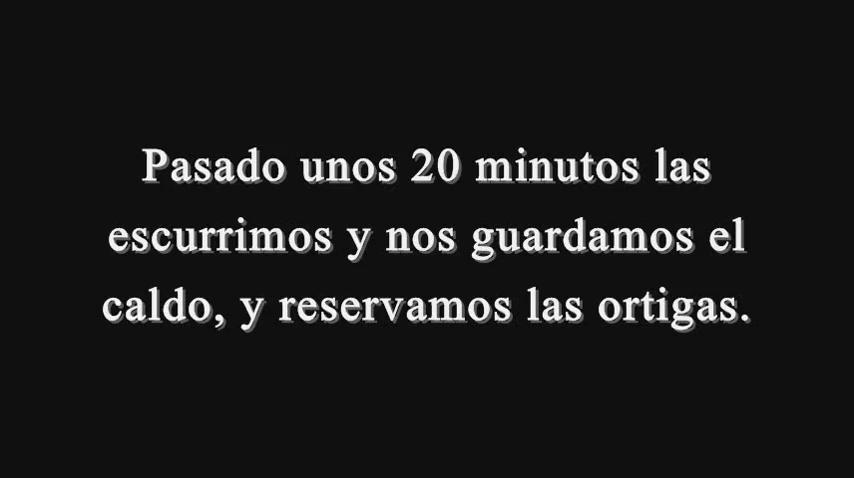 Pasado unos 20 minutos las
escurrimos y nos guardamos el
caldo, y reservamos las ortigas.